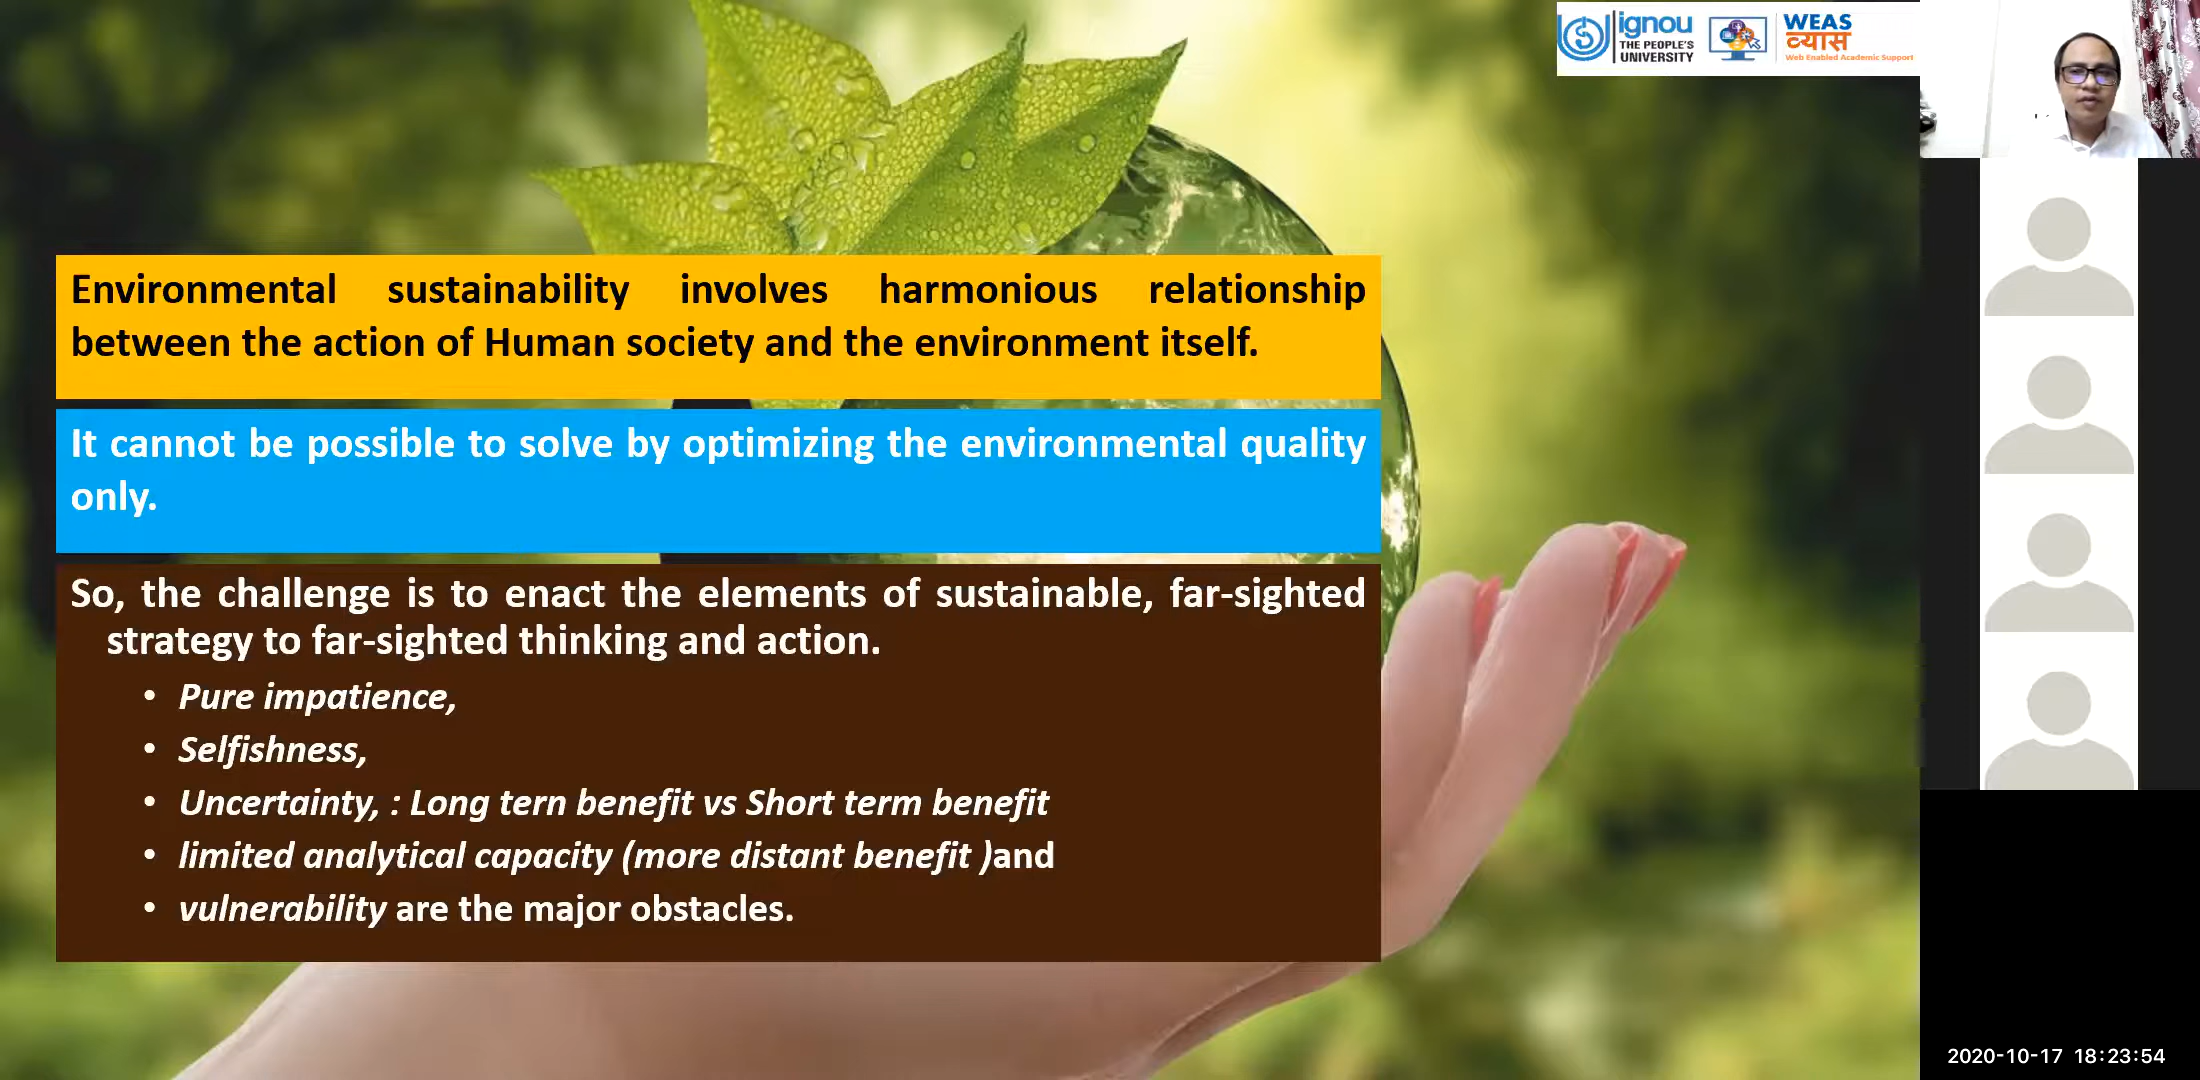 ignou
THE PEOPLE'S
UNIVERSITY
WEAS
व्यास
Web Enabled Academic Support
Environmental sustainability involves harmonious relationship
between the action of Human society and the environment itself.
It cannot be possible to solve by optimizing the environmental quality
only.
So, the challenge is to enact the elements of sustainable, far-sighted
strategy to far-sighted thinking and action.
• Pure impatience,
• Selfishness,
• Uncertainty, : Long tern benefit vs Short term benefit
• limited analytical capacity (more distant benefit )and
• vulnerability are the major obstacles.
2020-10-17 18:23:54